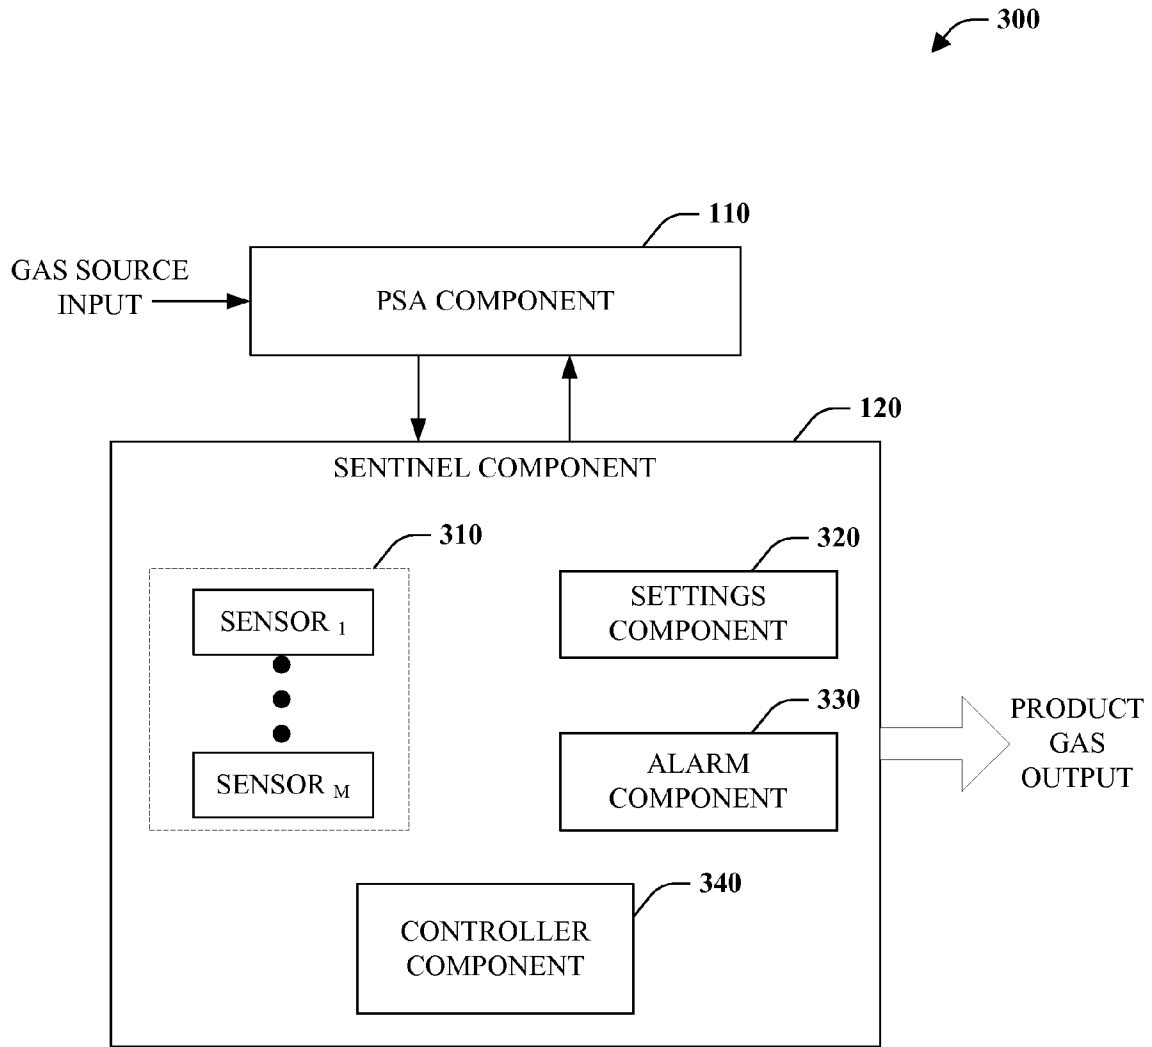 300
110
GAS SOURCE
INPUT
PSA COMPONENT
120
SENTINEL COMPONENT
310
SENSOR 1
SENSOR M
320
SETTINGS
COMPONENT
330
ALARM
COMPONENT
PRODUCT
GAS
OUTPUT
340
CONTROLLER
COMPONENT